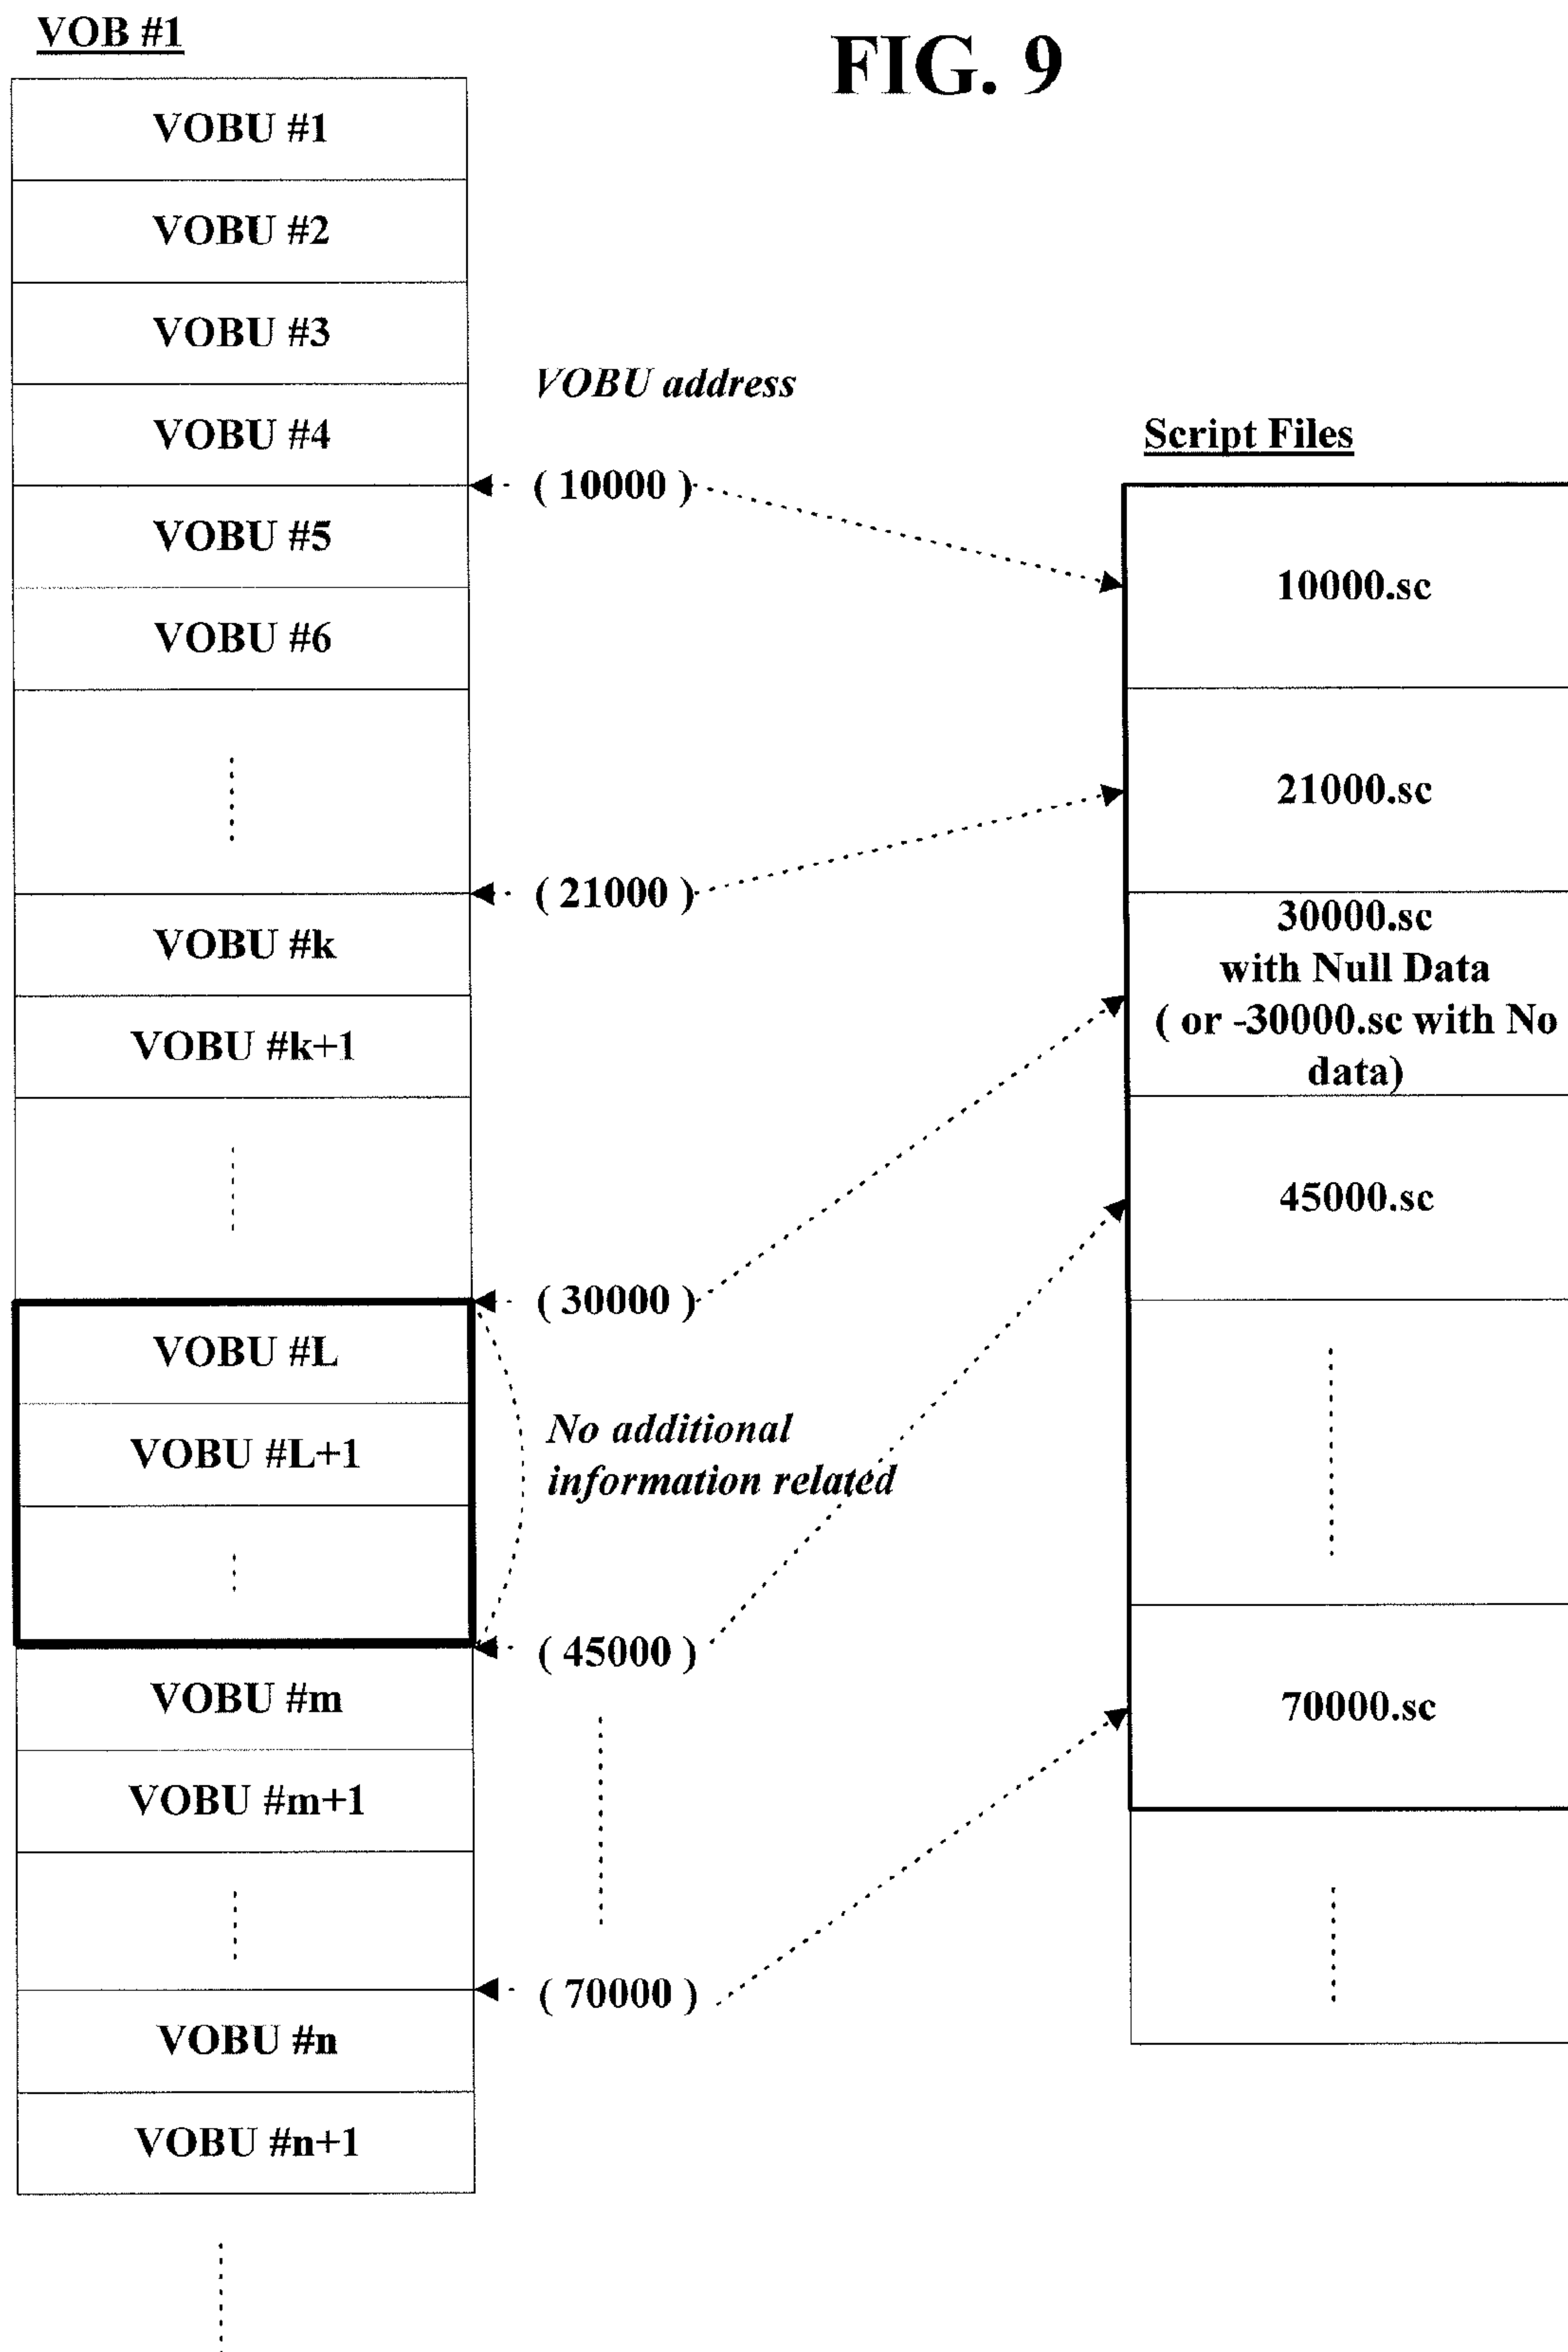 VOB #1
FIG. 9
VOBU #1
VOBU #2
VOBU #3
VOBU #4
VOBU #5
VOBU #6
VOBU #k
VOBU #k+1
VOBU #L
VOBU #L+1
VOBU #m
VOBU #m+1
VOBU #n
VOBU #n+1
VOBU address
( 10000 )
( 21000 )
( 30000 )
No additional
information related
( 45000 )
( 70000 )
Script Files
10000.sc
21000.sc
30000.sc
with Null Data
( or -30000.sc with No
data)
45000.sc
70000.sc